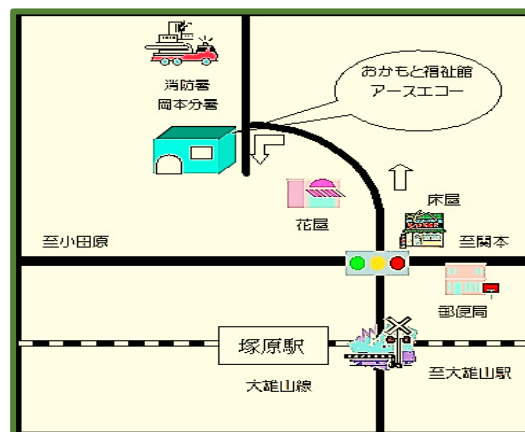 消防署
岡本分署
おかもと福祉館
アースエコー
花屋
床屋
至小田原
至関本
郵便局
塚原駅
大雄山線
至大雄山駅